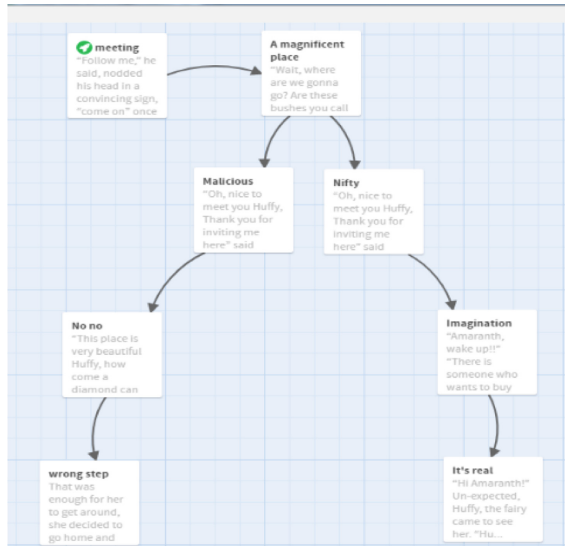 meeting
"Follow me," he
said, nodded
his head in a
convincing sign,
"come on" once
A magnificent
place
"Wait, where
are we gonna
go? Are these
bushes you call
Malicious
"Oh, nice to
meet you Huffy,
Thank you for
inviting me
here" said
Nifty
"Oh, nice to
meet you Huffy,
Thank you for
inviting me
here" said
No no
"This place is
very beautiful
Huffy, how
come a
diamond can
Imagination
"Amaranth,
wake up!!"
"There is
someone who
wants to buy
wrong step
That was
enough for her
to get around,
she decided to
go home and
It's real
"Hi Amaranth!"
Un-expected,
Huffy, the fairy
came to see
her. "Hu...